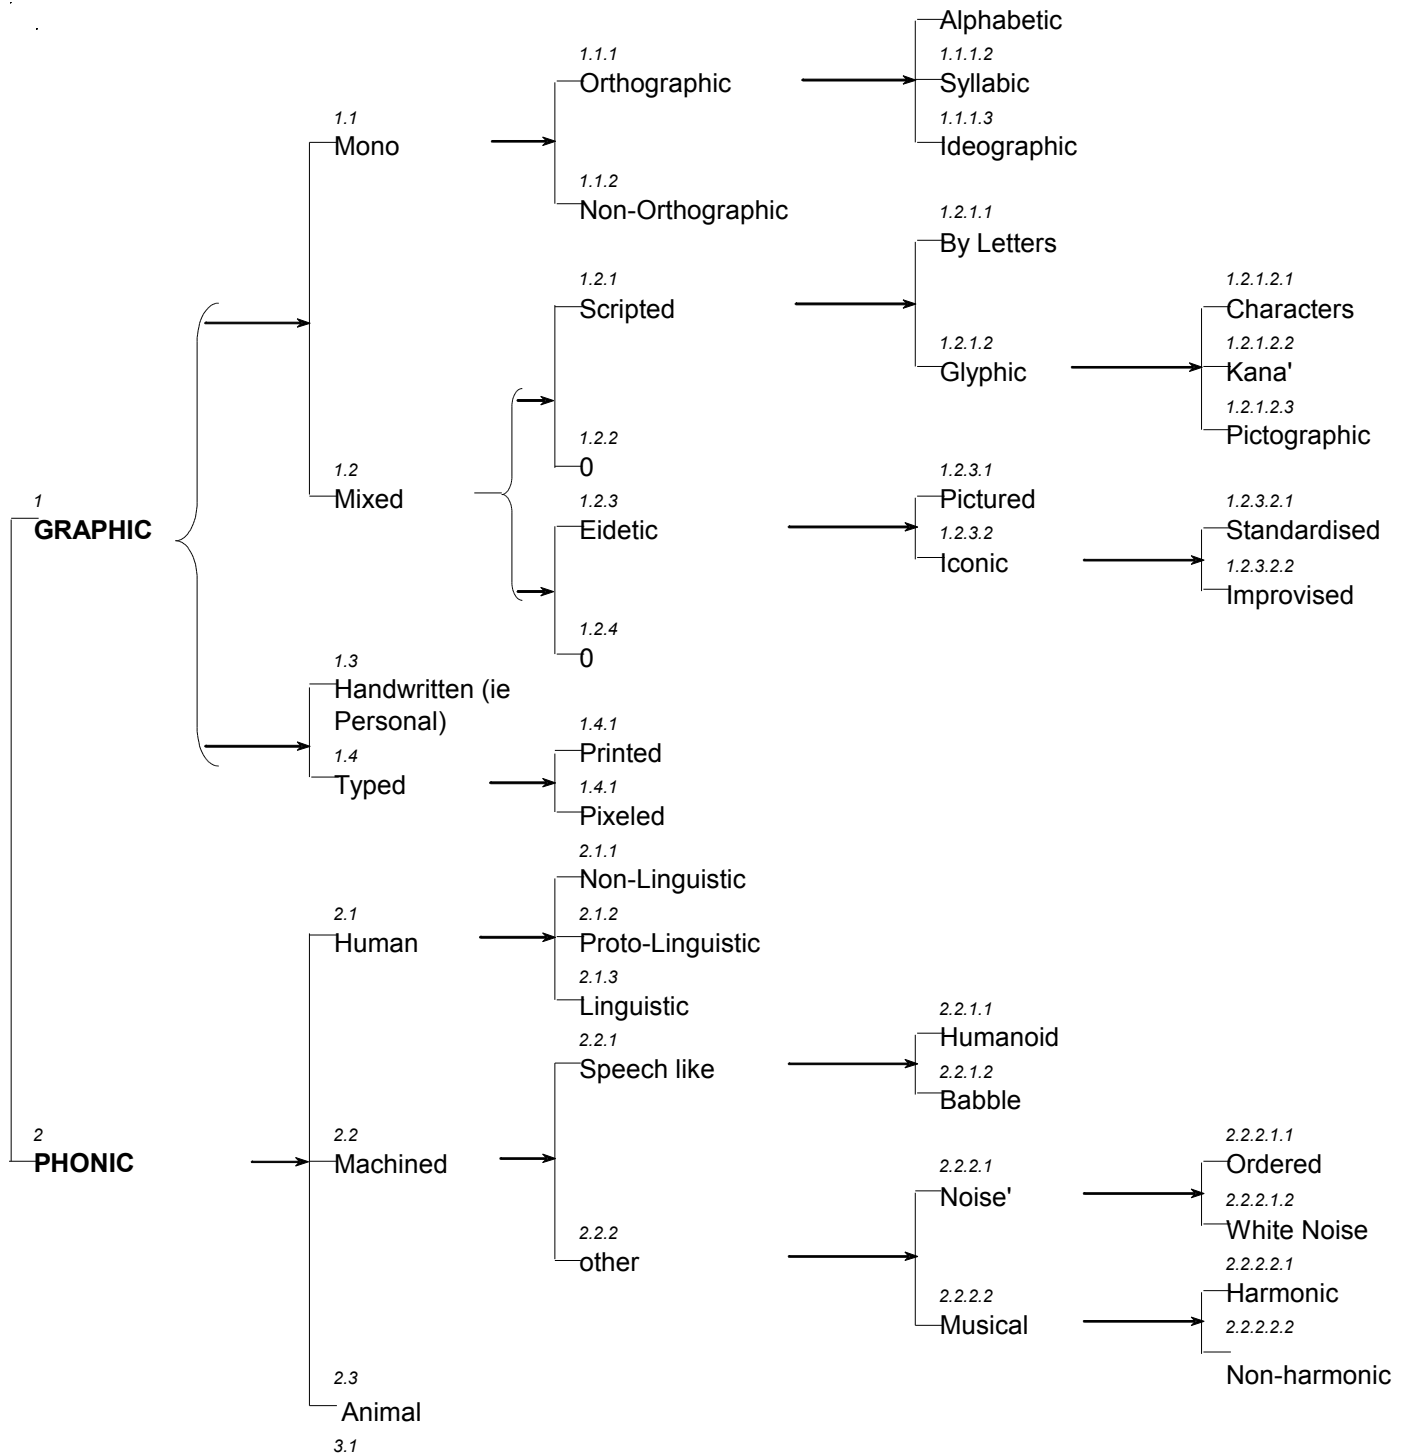 Alphabetic
1.1.1
Orthographic
1.1.1.2
Syllabic
1.1
Mono
1.1.1.3
Ideographic
1.1.2
Non-Orthographic
1.2.1.1
By Letters
1.2.1
Scripted
1.2.1.2.1
Characters
1.2.1.2
Glyphic
1.2.1.2.2
Kana'
1.2.1.2.3
Pictographic
1.2.2
0
1.2
Mixed
1.2.3.1
Pictured
1
GRAPHIC
1.2.3
Eidetic
1.2.3.2
Iconic
1.2.3.2.1
Standardised
1.2.3.2.2
Improvised
1.2.4
0
1.3
Handwritten (ie
Personal)
1.4.1
Printed
1.4
Typed
1.4.1
Pixeled
2.1.1
Non-Linguistic
2.1
Human
2.1.2
Proto-Linguistic
2.1.3
Linguistic
2.2.1.1
Humanoid
2.2.1
Speech like
2.2.1.2
Babble
2
PHONIC
2.2
Machined
2.2.2.1.1
Ordered
2.2.2.1
Noise'
2.2.2.1.2
White Noise
2.2.2
other
2.2.2.2.1
Harmonic
2.2.2.2
Musical
2.2.2.2.2
Non-harmonic
2.3
Animal
3.1